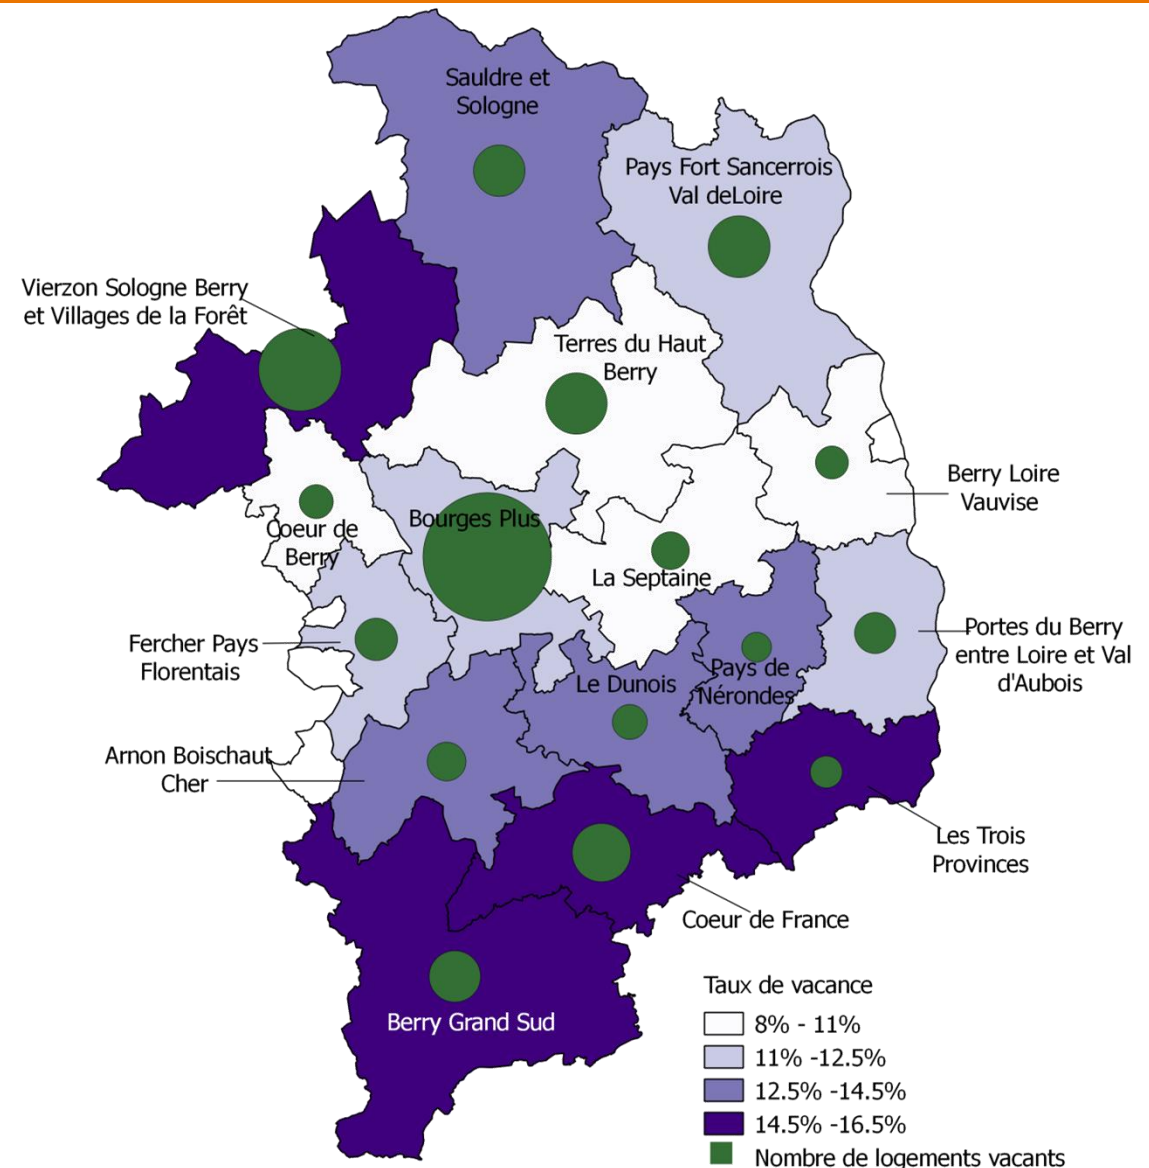 Sauldre et
Sologne
Pays Fort Sancerrois
Val deLoire
Vierzon Sologne Berry
et Villages de la Forêt
Terres du Haut
Berry
Berry Loire
Vauvise
Coeur de
Berry
Bourges Plus
La Septaine
Fercher Pays
Florentais
Portes du Berry
entre Loire et Val
d'Aubois
Pays de
Nérondes
Le Dunois
Arnon Boischaut
Cher
Les Trois
Provinces
Coeur de France
Berry Grand Sud
Taux de vacance
8% - 11%
11% -12.5%
12.5% -14.5%
14.5% -16.5%
Nombre de logements vacants